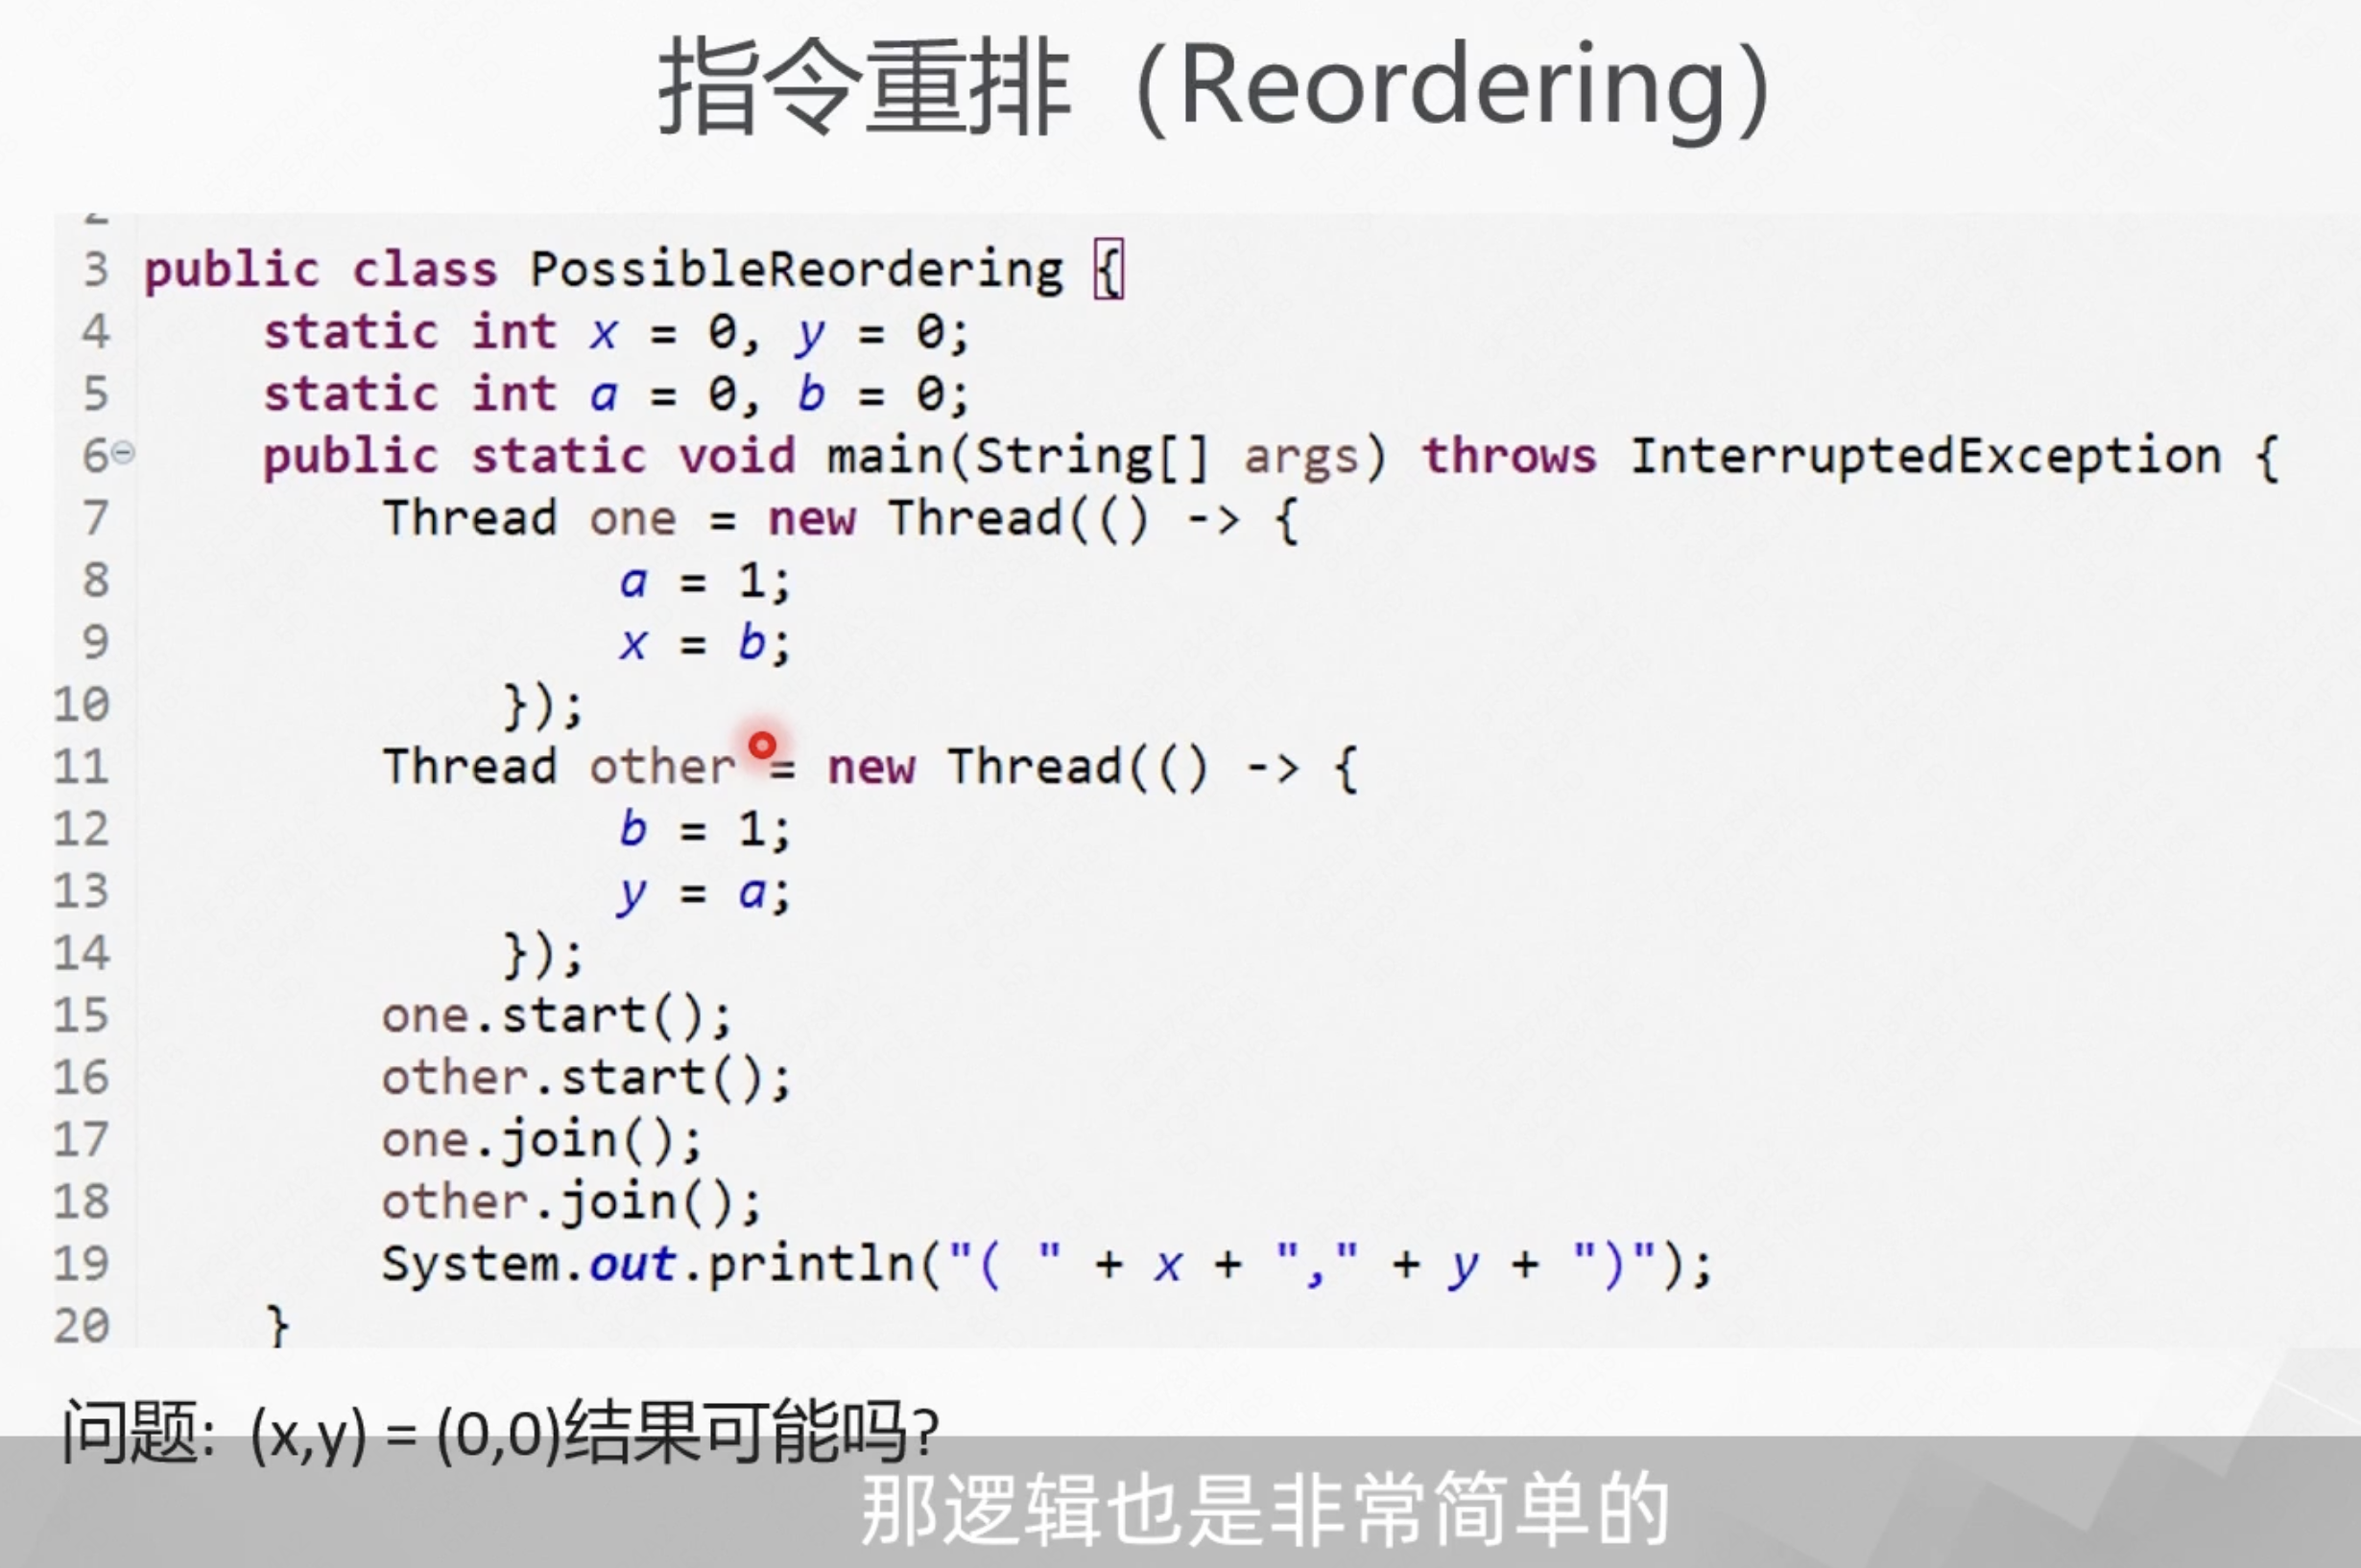 指令重排（Reordering）
3 public class PossibleReordering {
4 static int x = 0, y = 0;
5 static int a = 0, b = 0;
6 public static void main(String[] args) throws InterruptedException {
7 Thread one = new Thread(() -> {
8 a = 1;
9 x = b;
10 });
11 Thread other = new Thread(() -> {
12 b = 1;
13 y = a;
14 });
15 one.start();
16 other.start();
17 one.join();
18 other.join();
19 System.out.println("( " + x + "," + y + ")");
20 }
问题: (x,y) = (0,0)结果可能吗?
那逻辑也是非常简单的